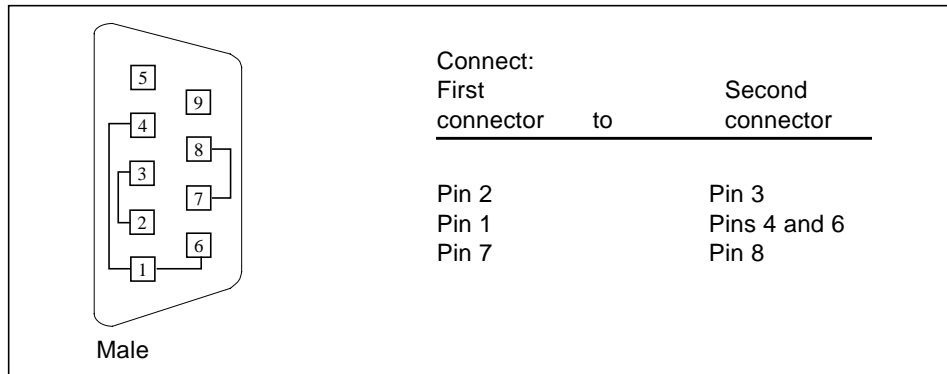 5
9
4
8
3
7
2
6
1
Male
Connect:
First Second
connector to connector
Pin 2 Pin 3
Pin 1 Pins 4 and 6
Pin 7 Pin 8